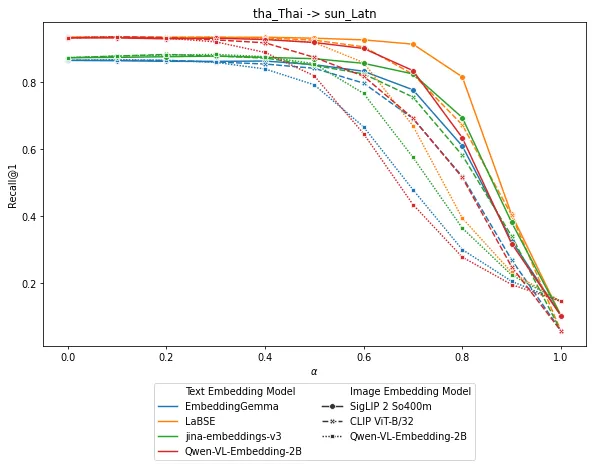 tha_Thai -> sun_Latn
Recall@1
0.8
0.6
0.4
0.2
0.0 0.2 0.4 0.6 0.8 1.0
α
Text Embedding Model
EmbeddingGemma
LaBSE
jina-embeddings-v3
Qwen-VL-Embedding-2B
Image Embedding Model
SigLIP 2 So400m
CLIP ViT-B/32
Qwen-VL-Embedding-2B